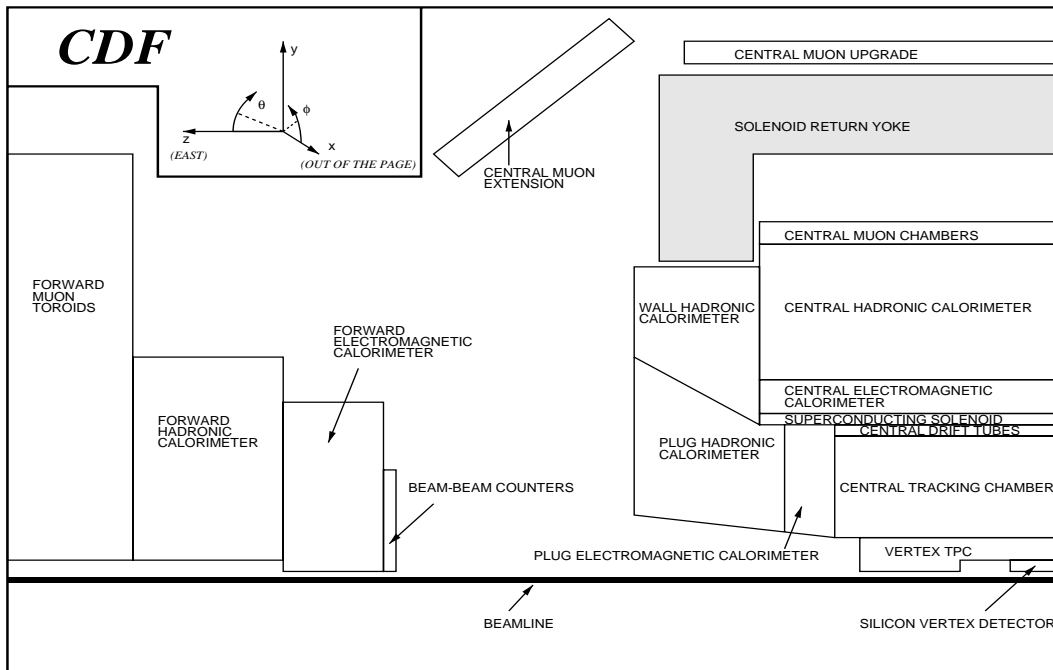 CDF
y
θ
ϕ
z
x
(EAST)
(OUT OF THE PAGE)
CENTRAL MUON
EXTENSION
CENTRAL MUON UPGRADE
SOLENOID RETURN YOKE
CENTRAL MUON CHAMBERS
FORWARD
MUON
TOROIDS
WALL HADRONIC
CALORIMETER
CENTRAL HADRONIC CALORIMETER
FORWARD
ELECTROMAGNETIC
CALORIMETER
CENTRAL ELECTROMAGNETIC
CALORIMETER
SUPERCONDUCTING SOLENOID
CENTRAL DRIFT TUBES
FORWARD
HADRONIC
CALORIMETER
PLUG HADRONIC
CALORIMETER
BEAM-BEAM COUNTERS
CENTRAL TRACKING CHAMBER
PLUG ELECTROMAGNETIC CALORIMETER
VERTEX TPC
BEAMLINE
SILICON VERTEX DETECTOR